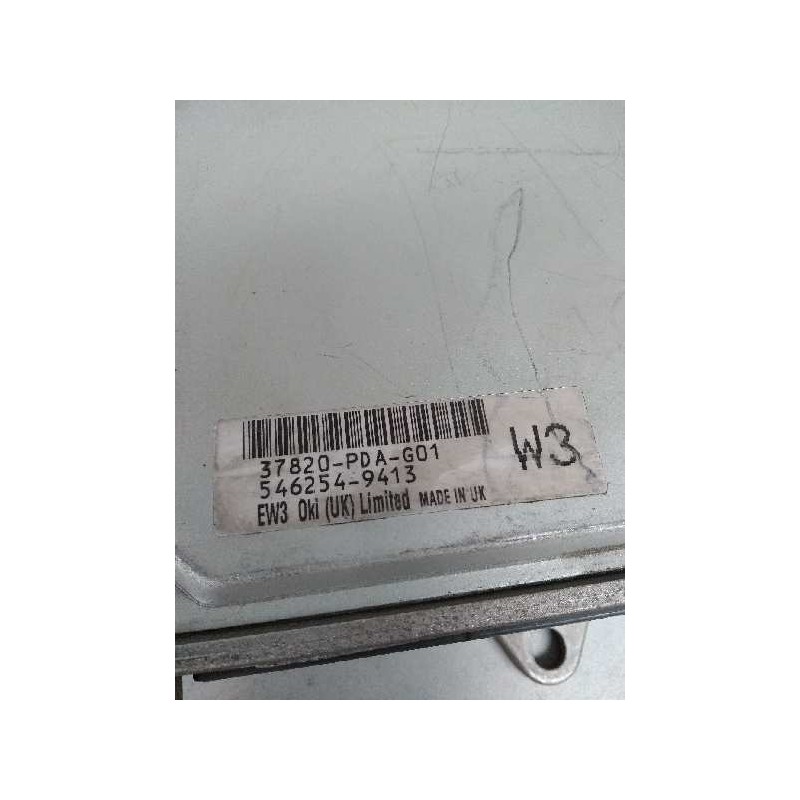 37820-PDA-G01
546254-9413
EW3 Oki (UK) Limited MADE IN UK
W3